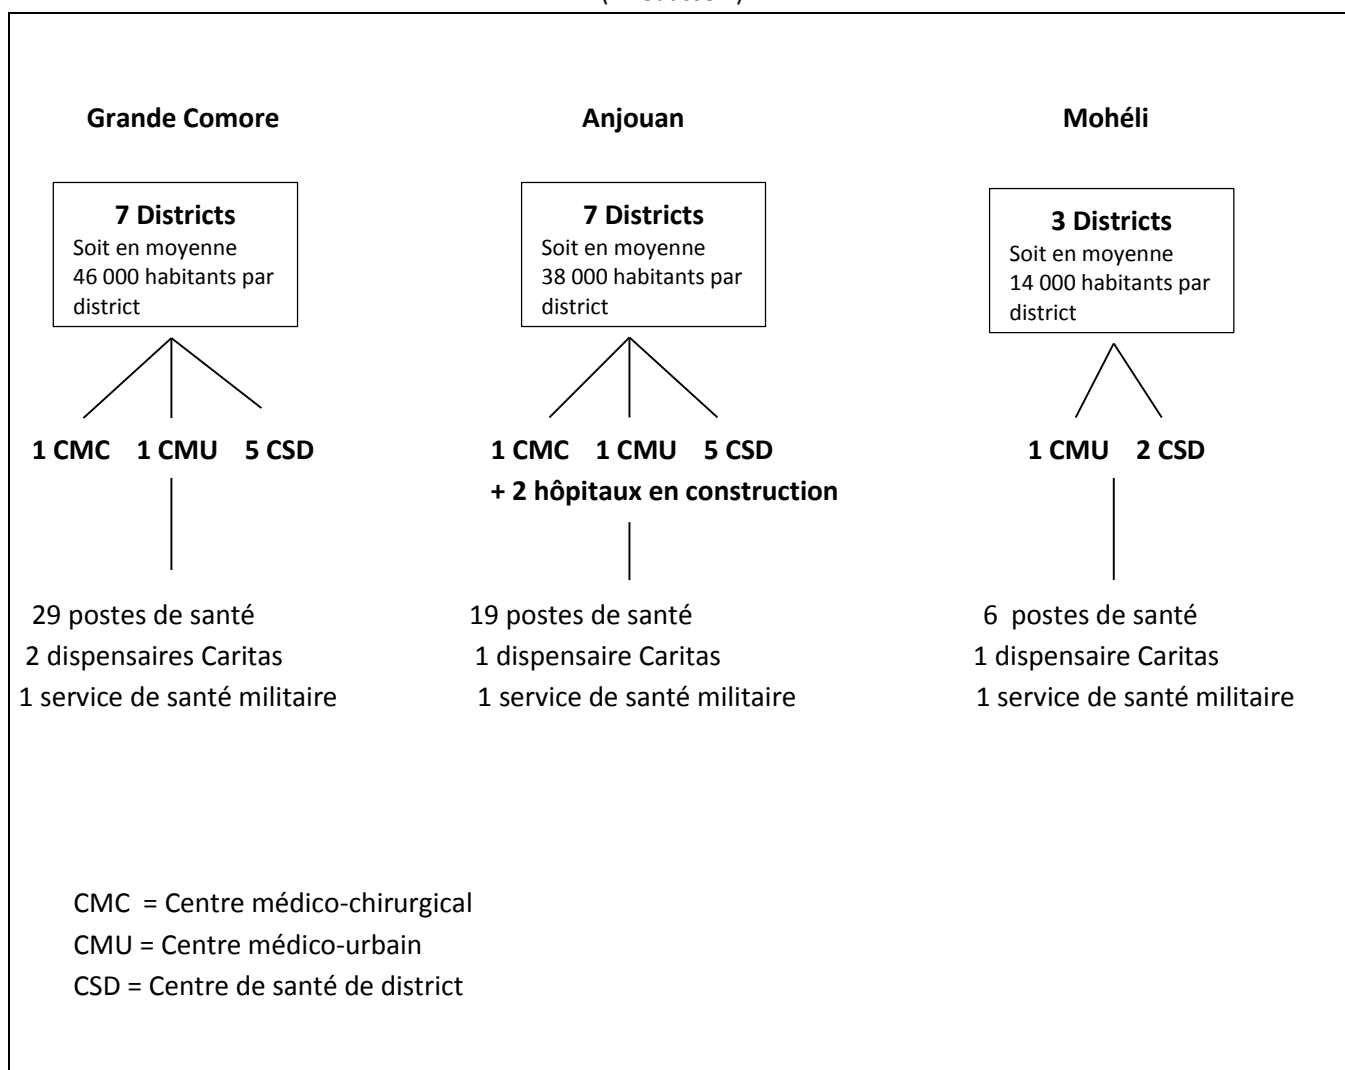 Grande Comore
Anjouan
Mohéli
7 Districts
Soit en moyenne
46 000 habitants par
district
7 Districts
Soit en moyenne
38 000 habitants par
district
3 Districts
Soit en moyenne
14 000 habitants par
district
1 CMC 1 CMU 5 CSD
1 CMC 1 CMU 5 CSD
+ 2 hôpitaux en construction
1 CMU 2 CSD
29 postes de santé
2 dispensaires Caritas
1 service de santé militaire
19 postes de santé
1 dispensaire Caritas
1 service de santé militaire
6 postes de santé
1 dispensaire Caritas
1 service de santé militaire
CMC = Centre médico-chirurgical
CMU = Centre médico-urbain
CSD = Centre de santé de district